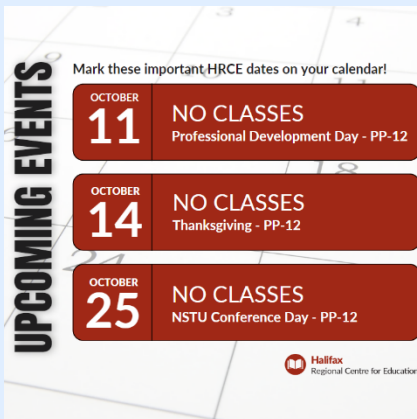 UPCOMING EVENTS
Mark these important HRCE dates on your calendar!
OCTOBER
11
NO CLASSES
Professional Development Day - PP-12
OCTOBER
14
NO CLASSES
Thanksgiving - PP-12
OCTOBER
25
NO CLASSES
NSTU Conference Day - PP-12
18
24
Halifax
Regional Centre for Education